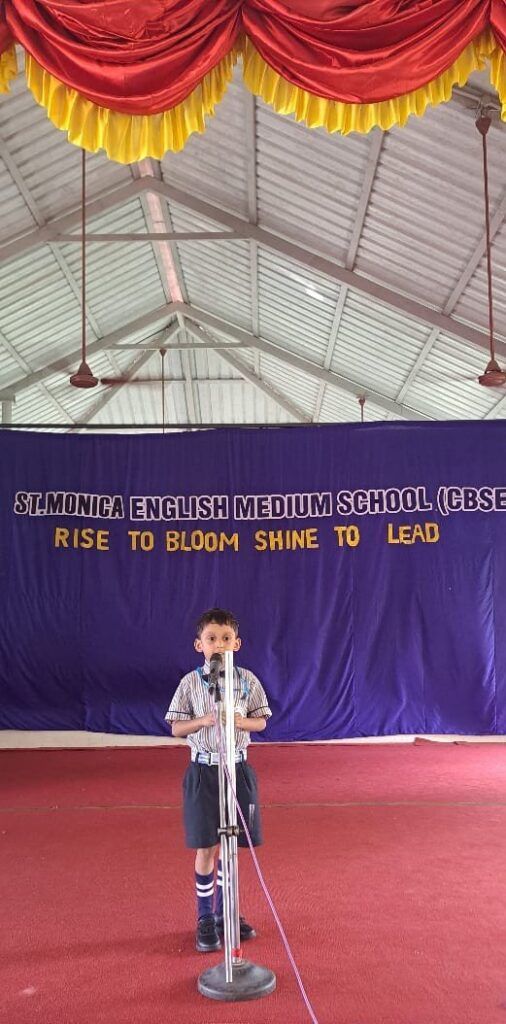 ST.MONICA ENGLISH MEDIUM SCHOOL (CBSE
RISE TO BLOOM SHINE TO LEAD